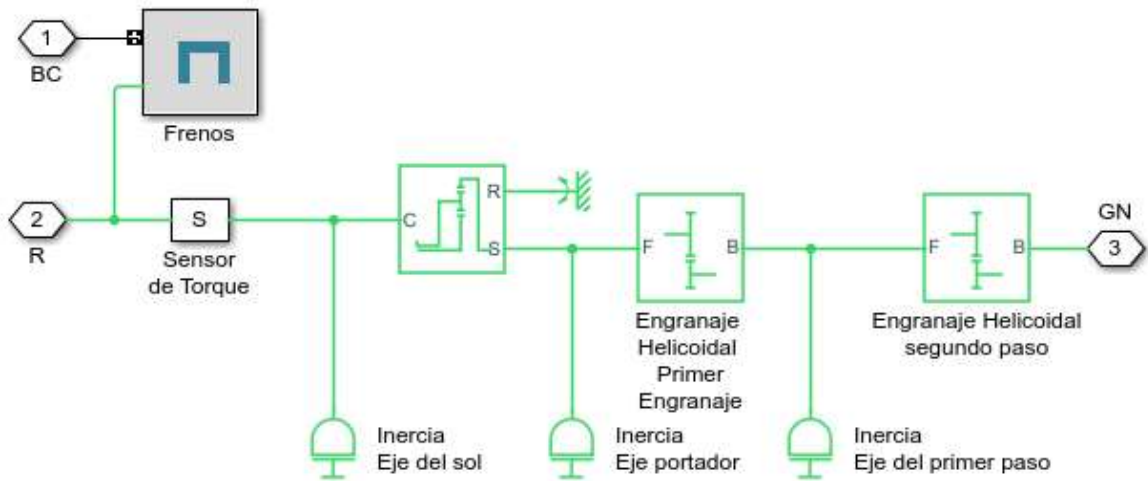 1
BC
Frenos
2
R
S
Sensor
de Torque
C
R
S
F
B
Engranaje
Helicoidal
Primer
Engranaje
F
B
Engranaje Helicoidal
segundo paso
GN
3
Inercia
Eje del sol
Inercia
Eje portador
Inercia
Eje del primer paso